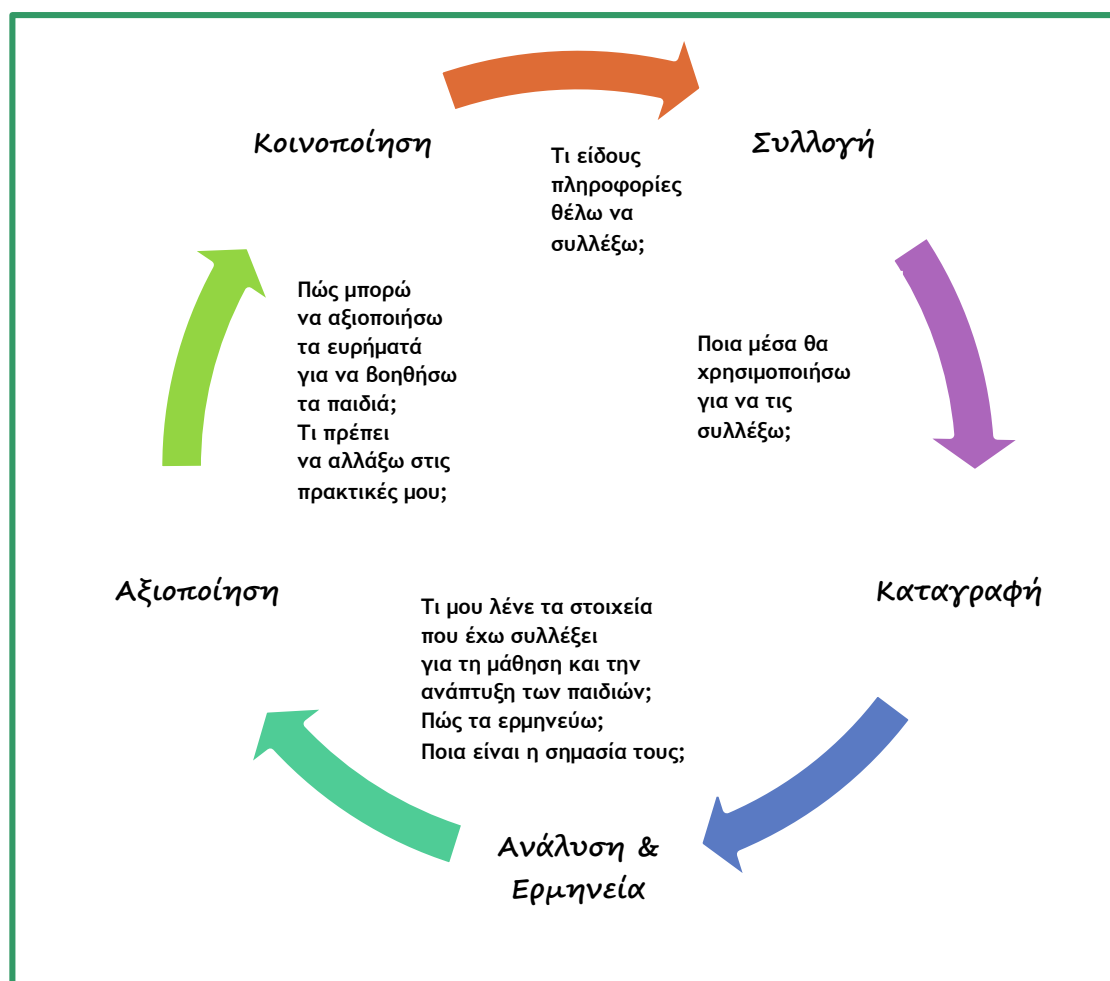 Κοινοποίηση
Συλλογή
Τι είδους
πληροφορίες
θέλω να
συλλέξω;
Πώς μπορώ
να αξιοποιήσω
τα ευρήματά
για να βοηθήσω
τα παιδιά;
Τι πρέπει
να αλλάξω στις
πρακτικές μου;
Ποια μέσα θα
χρησιμοποιήσω
για να τις
συλλέξω;
Αξιοποίηση
Καταγραφή
Τι μου λένε τα στοιχεία
που έχω συλλέξει
για τη μάθηση και την
ανάπτυξη των παιδιών;
Πώς τα ερμηνεύω;
Ποια είναι η σημασία τους;
Ανάλυση &
Ερμηνεία